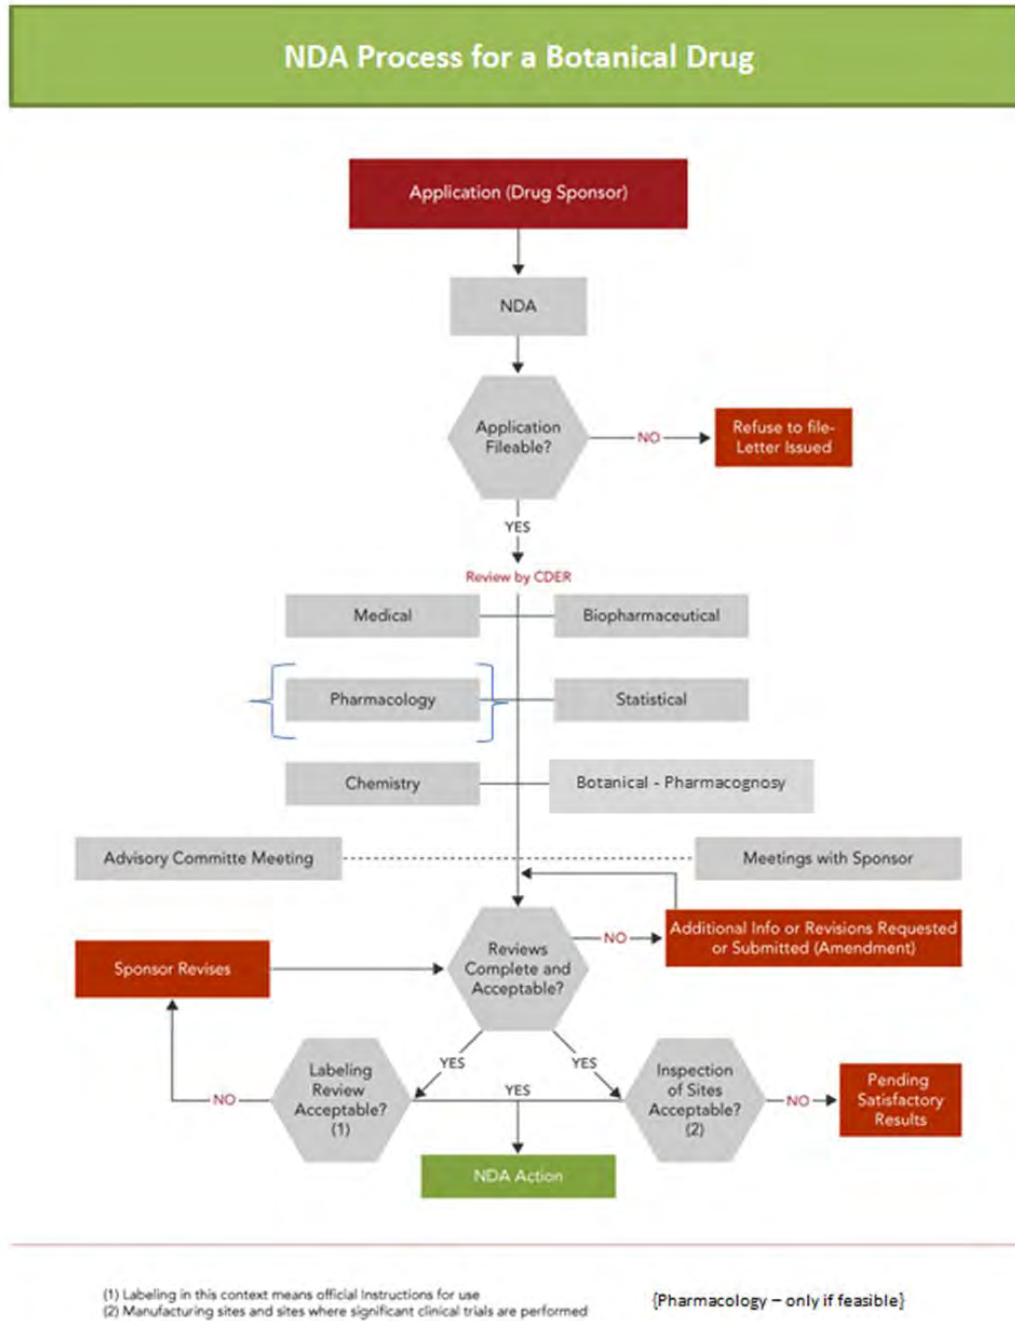 NDA Process for a Botanical Drug
Application (Drug Sponsor)
NDA
Application
Fileable?
NO
Refuse to file-
Letter Issued
YES
Review by CDER
Medical
Biopharmaceutical
Pharmacology
Statistical
Chemistry
Botanical - Pharmacognosy
Advisory Committe Meeting
Meetings with Sponsor
Reviews
Complete and
Acceptable?
NO
Additional Info or Revisions Requested
or Submitted (Amendment)
Sponsor Revises
YES
YES
Labeling
Review
Acceptable?
(1)
NO
YES
Inspection
of Sites
Acceptable?
(2)
NO
Pending
Satisfactory
Results
NDA Action
(1) Labeling in this context means official Instructions for use
(2) Manufacturing sites and sites where significant clinical trials are performed
{Pharmacology – only if feasible}